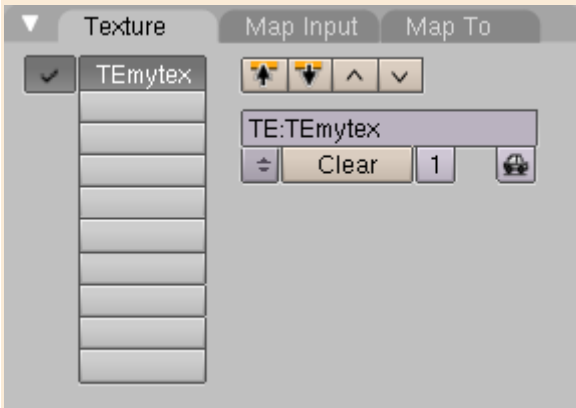 Texture Map Input Map To
TEmytex
TE:TEmytex
Clear 1